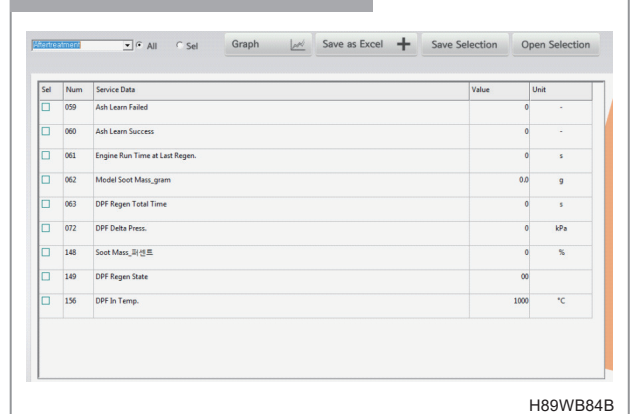 Aftertreatment All Sel Graph Save as Excel Save Selection Open Selection
Sel Num Service Data Value Unit
059 Ash Learn Failed 0 -
060 Ash Learn Success 0 -
061 Engine Run Time at Last Regen. 0 s
062 Model Soot Mass_gram 0.0 g
063 DPF Regen Total Time 0 s
072 DPF Delta Press. 0 kPa
148 Soot Mass_퍼센트 0 %
149 DPF Regen State 00
156 DPF In Temp. 1000 °C
H89WB84B